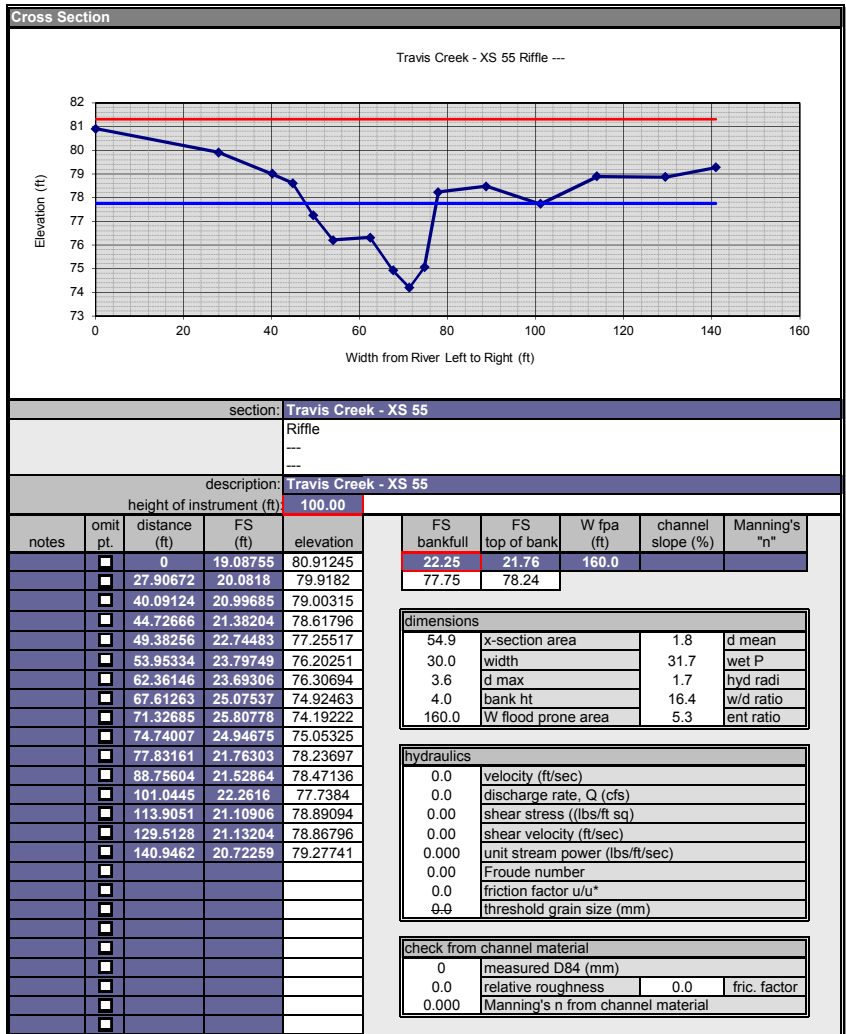 Cross Section
Travis Creek - XS 55 Riffle ---
82
81
80
79
78
77
76
75
74
73
Elevation (ft)
0 20 40 60 80 100 120 140 160
Width from River Left to Right (ft)
section: Travis Creek - XS 55
Riffle
---
---
description: Travis Creek - XS 55
height of instrument (ft): 100.00
omit distance FS FS FS W fpa channel Manning's
notes pt. (ft) (ft) elevation bankfull top of bank (ft) slope (%) "n"
0 19.08755 80.91245 22.25 21.76 160.0
27.90672 20.0818 79.9182 77.75 78.24
40.09124 20.99685 79.00315
44.72666 21.38204 78.61796 dimensions
49.38256 22.74483 77.25517 54.9 x-section area 1.8 d mean
53.95334 23.79749 76.20251 30.0 width 31.7 wet P
62.36146 23.69306 76.30694 3.6 d max 1.7 hyd radi
67.61263 25.07537 74.92463 4.0 bank ht 16.4 w/d ratio
71.32685 25.80778 74.19222 160.0 W flood prone area 5.3 ent ratio
74.74007 24.94675 75.05325
77.83161 21.76303 78.23697 hydraulics
88.75604 21.52864 78.47136 0.0 velocity (ft/sec)
101.0445 22.2616 77.7384 0.0 discharge rate, Q (cfs)
113.9051 21.10906 78.89094 0.00 shear stress ((lbs/ft sq)
129.5128 21.13204 78.86796 0.00 shear velocity (ft/sec)
140.9462 20.72259 79.27741 0.000 unit stream power (lbs/ft/sec)
0.00 Froude number
0.0 friction factor u/u*
0.0 threshold grain size (mm)
check from channel material
0 measured D84 (mm)
0.0 relative roughness 0.0 fric. factor
0.000 Manning's n from channel material